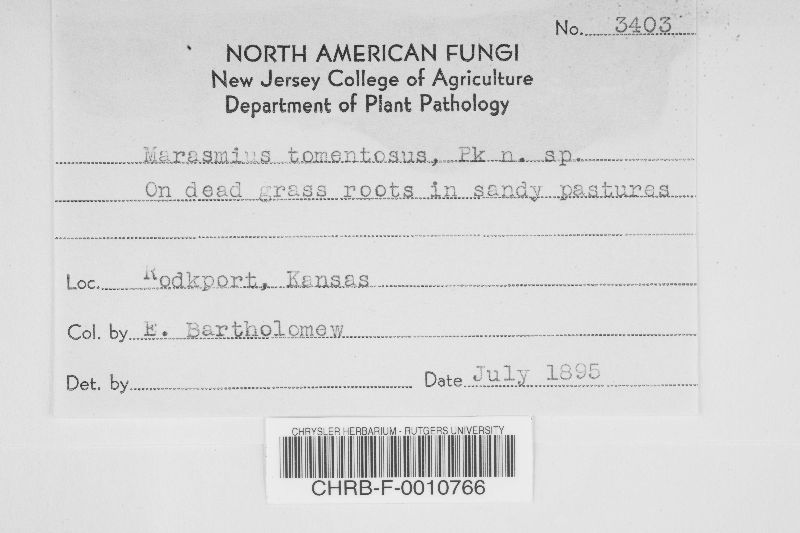 No. 3403
NORTH AMERICAN FUNGI
New Jersey College of Agriculture
Department of Plant Pathology
Marasmius tomentosus, Pk n. sp.
On dead grass roots in sandy pastures
Loc. Rodkport, Kansas
Col. by E. Bartholomew
Det. by
Date July 1895
CHRYSLER HERBARIUM - RUTGERS UNIVERSITY
CHRB-F-0010766